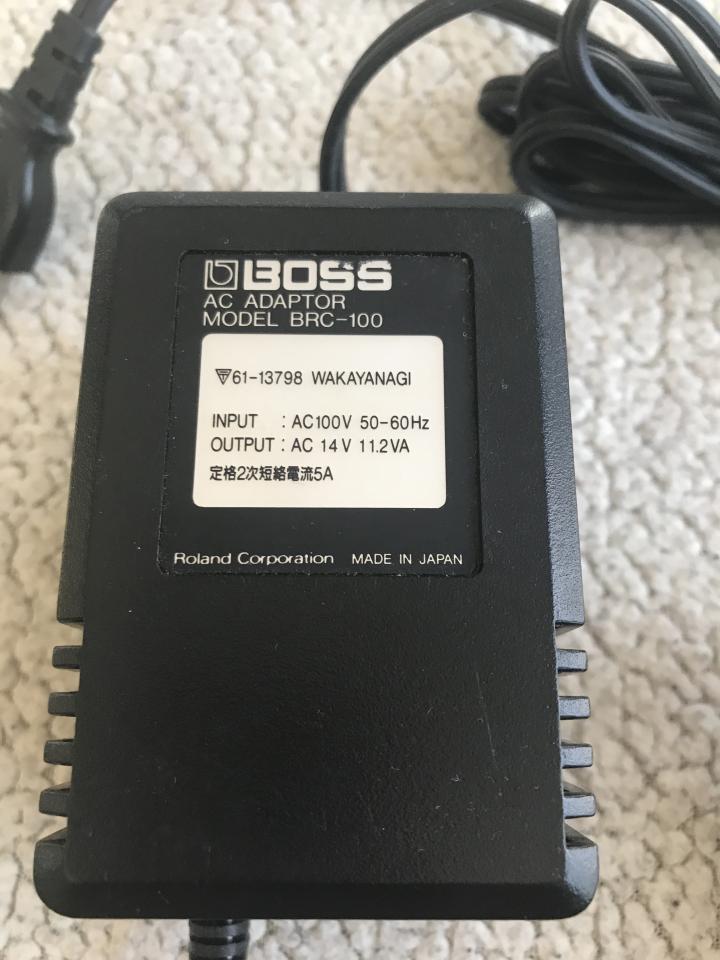 BOSS
AC ADAPTOR
MODEL BRC-100
61-13798 WAKAYANAGI
INPUT : AC100V 50-60Hz
OUTPUT : AC 14V 11.2VA
定格2次短絡電流5A
Roland Corporation MADE IN JAPAN